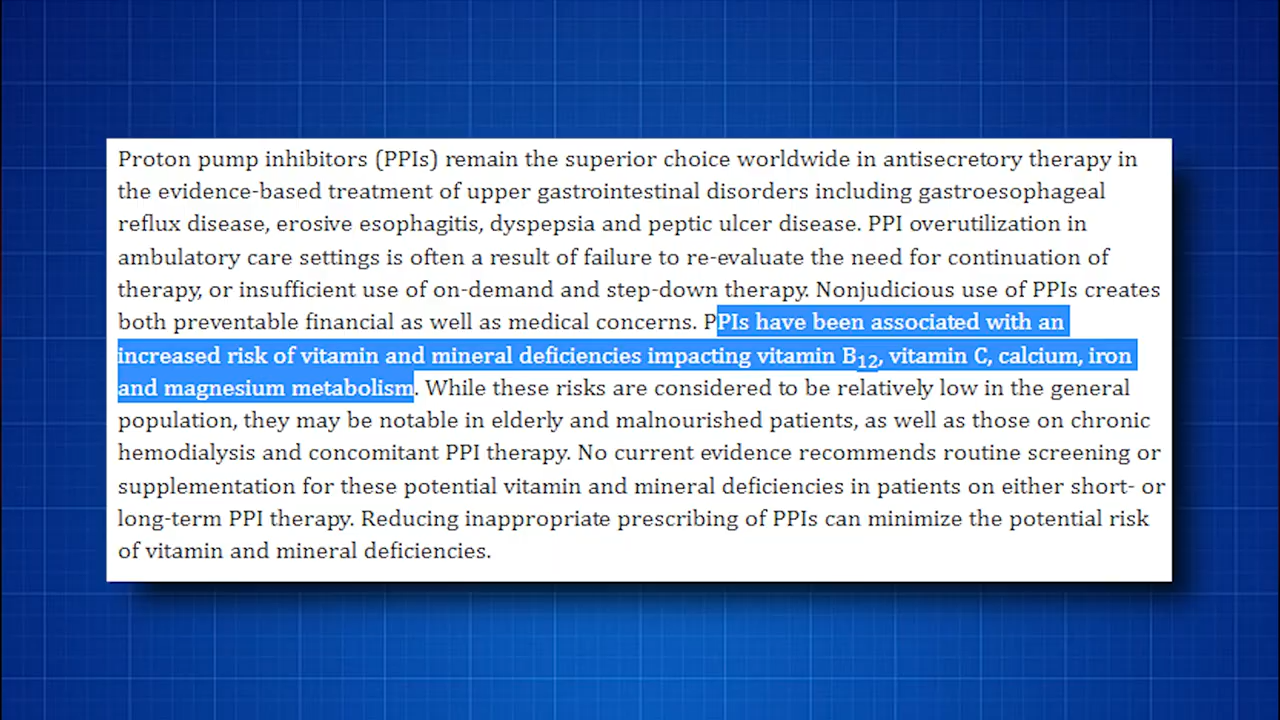 Proton pump inhibitors (PPIs) remain the superior choice worldwide in antisecretory therapy in
the evidence-based treatment of upper gastrointestinal disorders including gastroesophageal
reflux disease, erosive esophagitis, dyspepsia and peptic ulcer disease. PPI overutilization in
ambulatory care settings is often a result of failure to re-evaluate the need for continuation of
therapy, or insufficient use of on-demand and step-down therapy. Nonjudicious use of PPIs creates
both preventable financial as well as medical concerns. PPIs have been associated with an
increased risk of vitamin and mineral deficiencies impacting vitamin B12, vitamin C, calcium, iron
and magnesium metabolism. While these risks are considered to be relatively low in the general
population, they may be notable in elderly and malnourished patients, as well as those on chronic
hemodialysis and concomitant PPI therapy. No current evidence recommends routine screening or
supplementation for these potential vitamin and mineral deficiencies in patients on either short- or
long-term PPI therapy. Reducing inappropriate prescribing of PPIs can minimize the potential risk
of vitamin and mineral deficiencies.